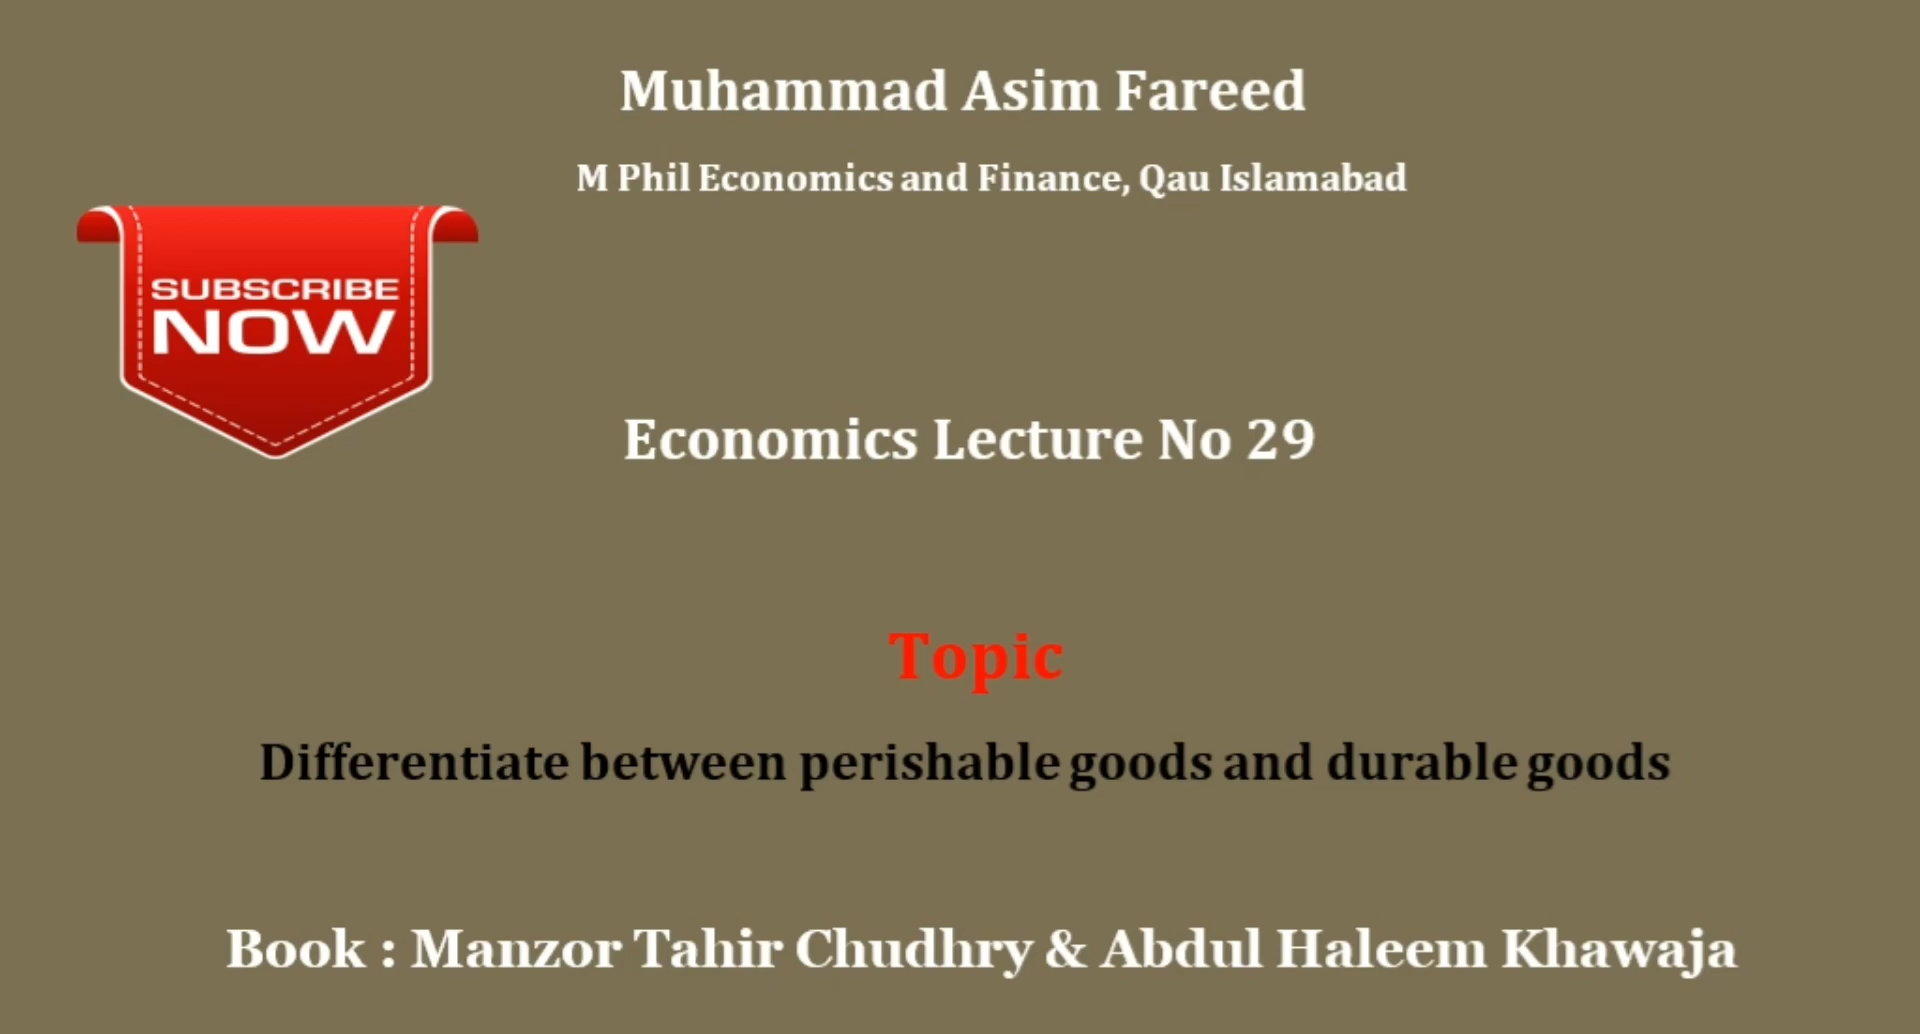 Muhammad Asim Fareed
M Phil Economics and Finance, Qau Islamabad
SUBSCRIBE
NOW
Economics Lecture No 29
Topic
Differentiate between perishable goods and durable goods
Book : Manzor Tahir Chudhry & Abdul Haleem Khawaja